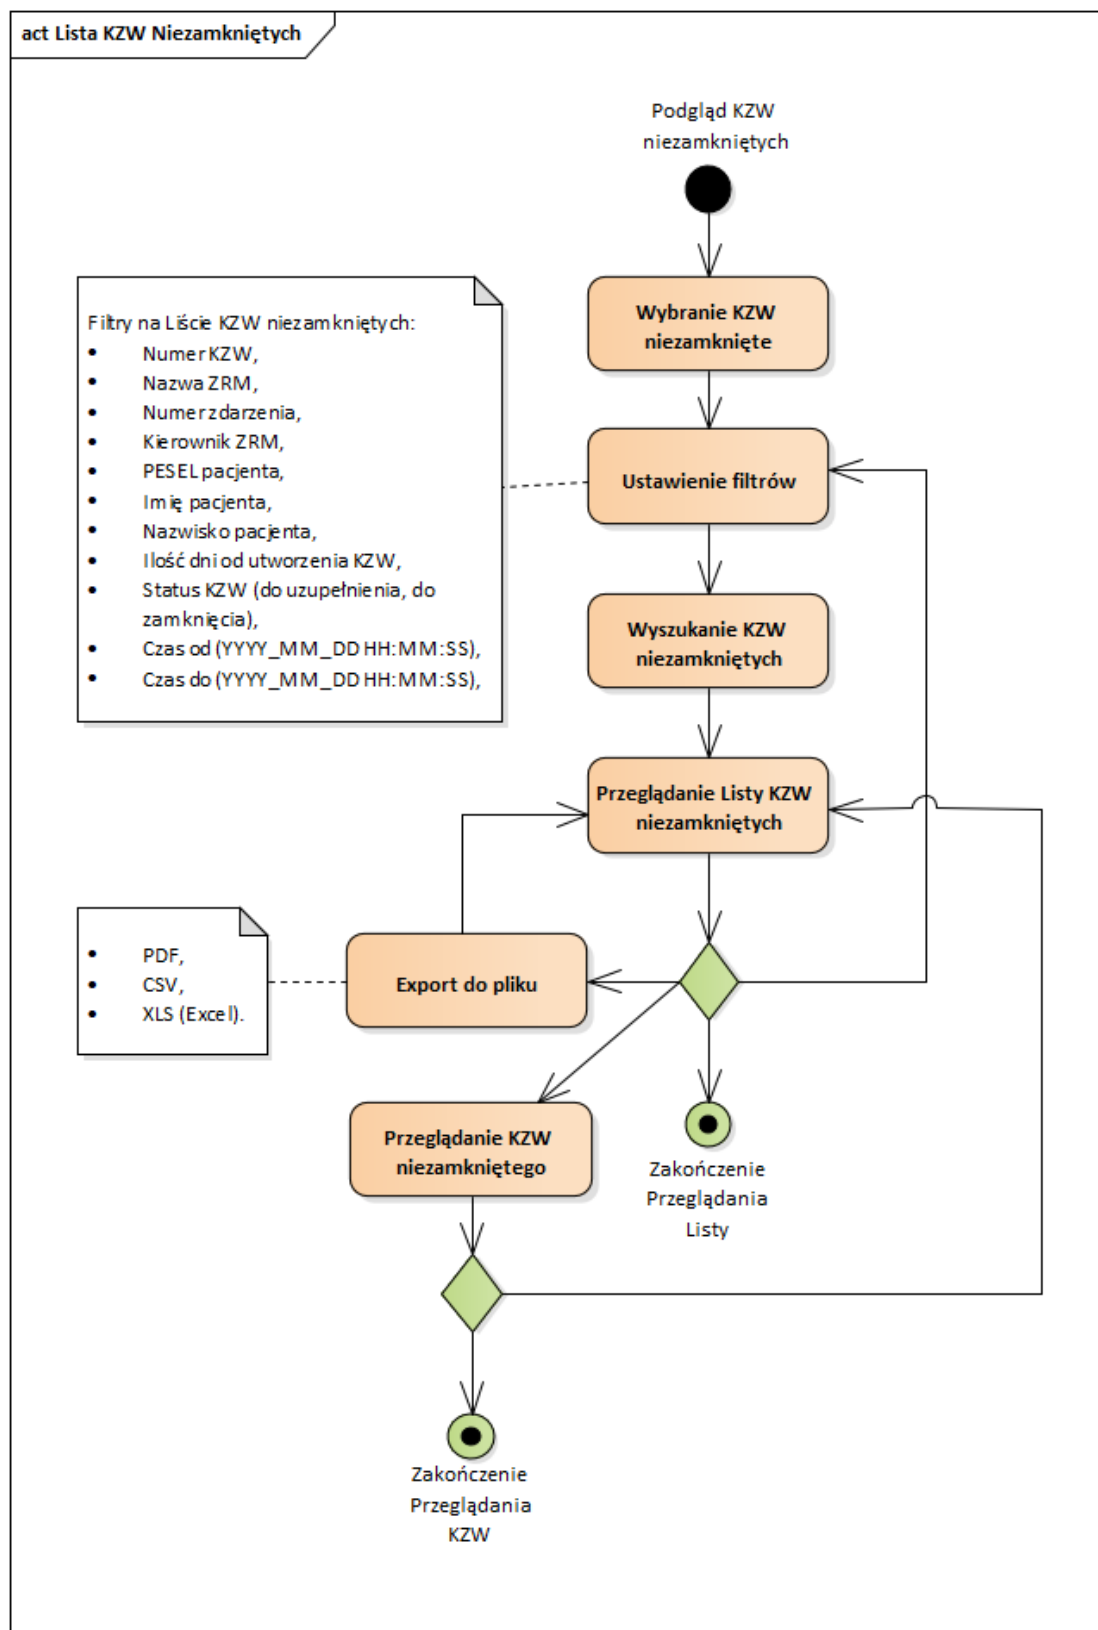 act Lista KZW Niezamkniętych
Podgląd KZW
niezamkniętych
Wybranie KZW
niezamknięte
Filtry na Liście KZW niezamkniętych:
• Numer KZW,
• Nazwa ZRM,
• Numer zdarzenia,
• Kierownik ZRM,
• PESEL pacjenta,
• Imię pacjenta,
• Nazwisko pacjenta,
• Ilość dni od utworzenia KZW,
• Status KZW (do uzupełnienia, do
zamknięcia),
• Czas od (YYYY_MM_DD HH:MM:SS),
• Czas do (YYYY_MM_DD HH:MM:SS),
Ustawienie filtrów
Wyszukanie KZW
niezamkniętych
Przeglądanie Listy KZW
niezamkniętych
• PDF,
• CSV,
• XLS (Excel).
Export do pliku
Przeglądanie KZW
niezamkniętego
Zakończenie
Przeglądania
Listy
Zakończenie
Przeglądania
KZW